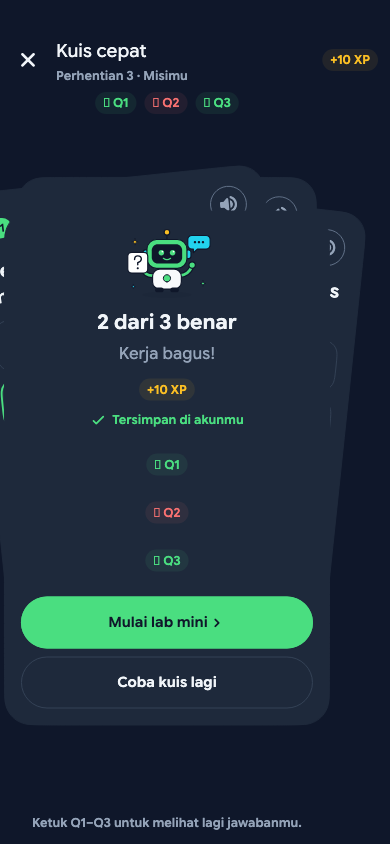 Kuis cepat
Perhentian 3 · Misimu
+10 XP
Q1 Q2 Q3
s
?
2 dari 3 benar
Kerja bagus!
+10 XP
Tersimpan di akunmu
Q1
Q2
Q3
Mulai lab mini
Coba kuis lagi
Ketuk Q1–Q3 untuk melihat lagi jawabanmu.